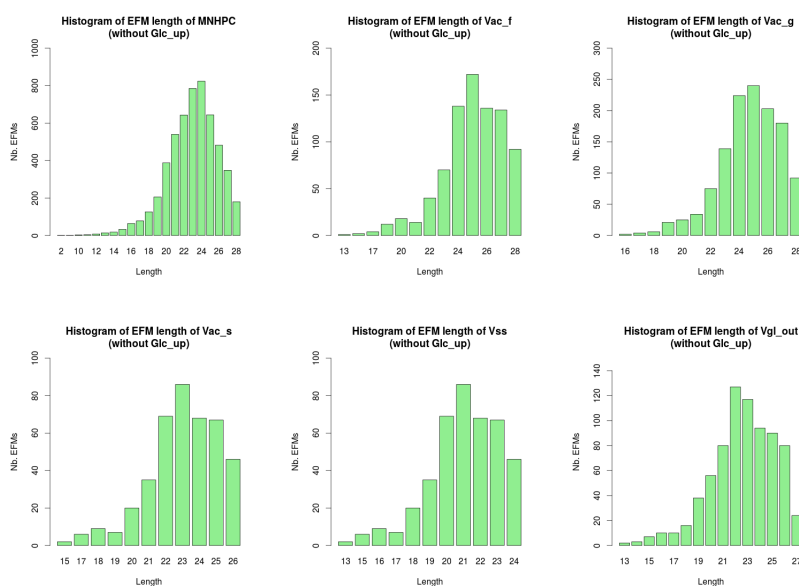 Histogram of EFM length of MNHPC
(without Glc_up)
Nb. EFMs
0
200
400
600
800
1000
2 10 12 14 16 18 20 22 24 26 28
Length
Histogram of EFM length of Vac_f
(without Glc_up)
Nb. EFMs
0
50
100
150
200
13 17 20 22 24 26 28
Length
Histogram of EFM length of Vac_g
(without Glc_up)
Nb. EFMs
0
50
100
150
200
250
300
16 18 20 22 24 26 28
Length
Histogram of EFM length of Vac_s
(without Glc_up)
Nb. EFMs
0
20
40
60
80
100
15 17 18 19 20 21 22 23 24 25 26
Length
Histogram of EFM length of Vss
(without Glc_up)
Nb. EFMs
0
20
40
60
80
100
13 15 16 17 18 19 20 21 22 23 24
Length
Histogram of EFM length of Vgl_out
(without Glc_up)
Nb. EFMs
0
20
40
60
80
100
120
140
13 15 17 19 21 23 25 27
Length